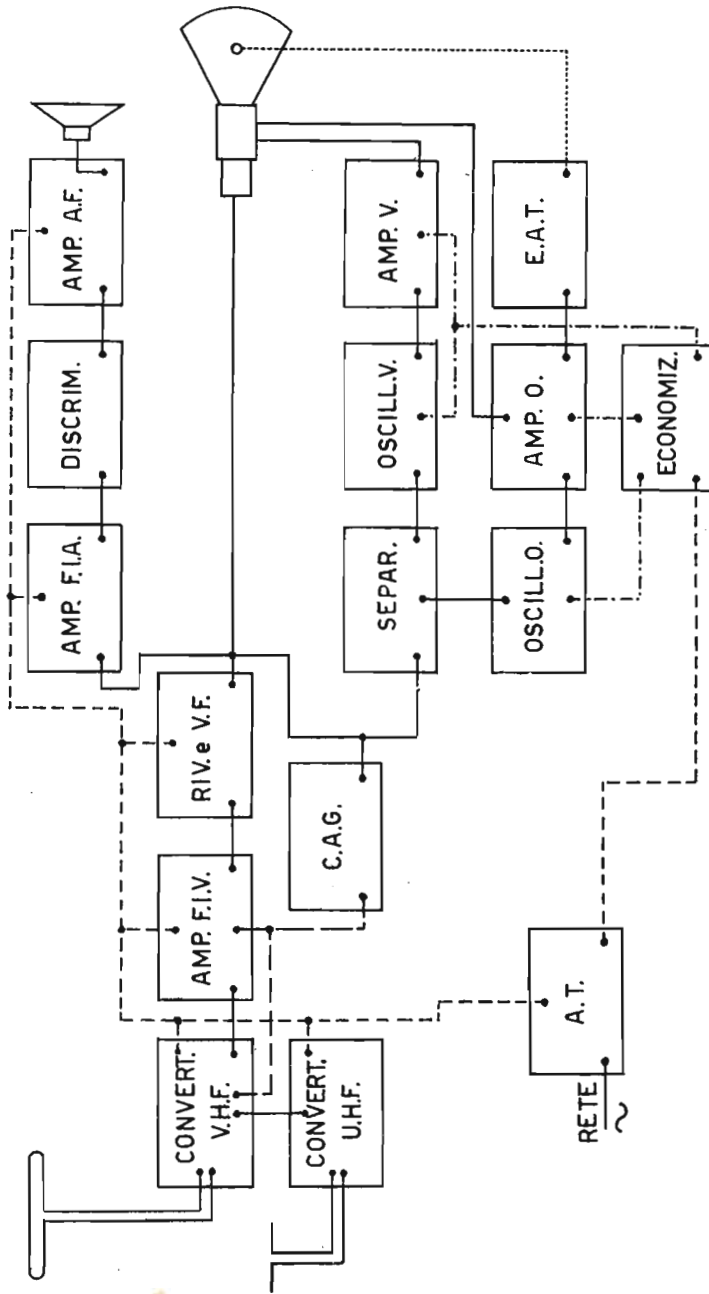 AMP. F.I.A.
DISCRIM.
AMP. A.F.
CONVERT.
V.H.F.
AMP. F.I.V.
RIV. e V.F.
CONVERT.
U.H.F.
C.A.G.
SEPAR.
OSCILL.V.
AMP. V.
OSCILL.O.
AMP. O.
E.A.T.
RETE
~
A.T.
ECONOMIZ.